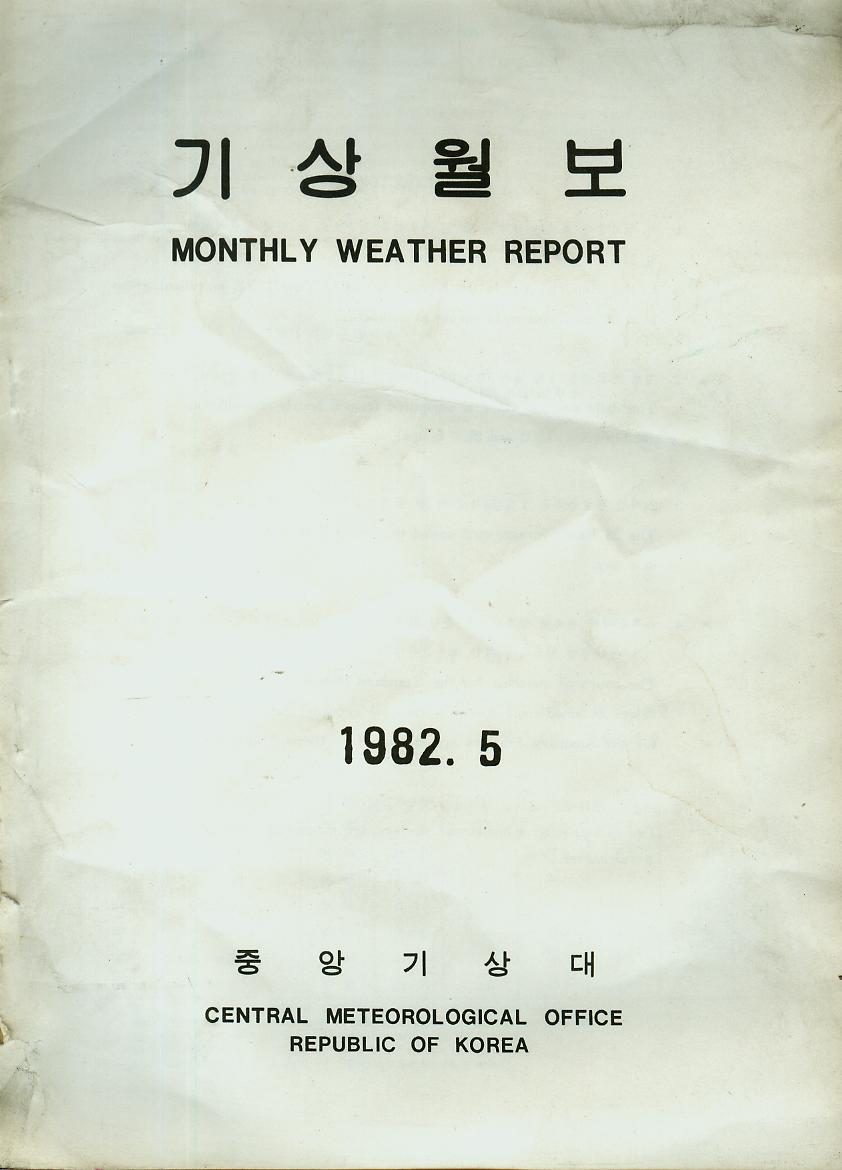 기 상 월 보
MONTHLY WEATHER REPORT
1982. 5
중 앙 기 상 대
CENTRAL METEOROLOGICAL OFFICE
REPUBLIC OF KOREA